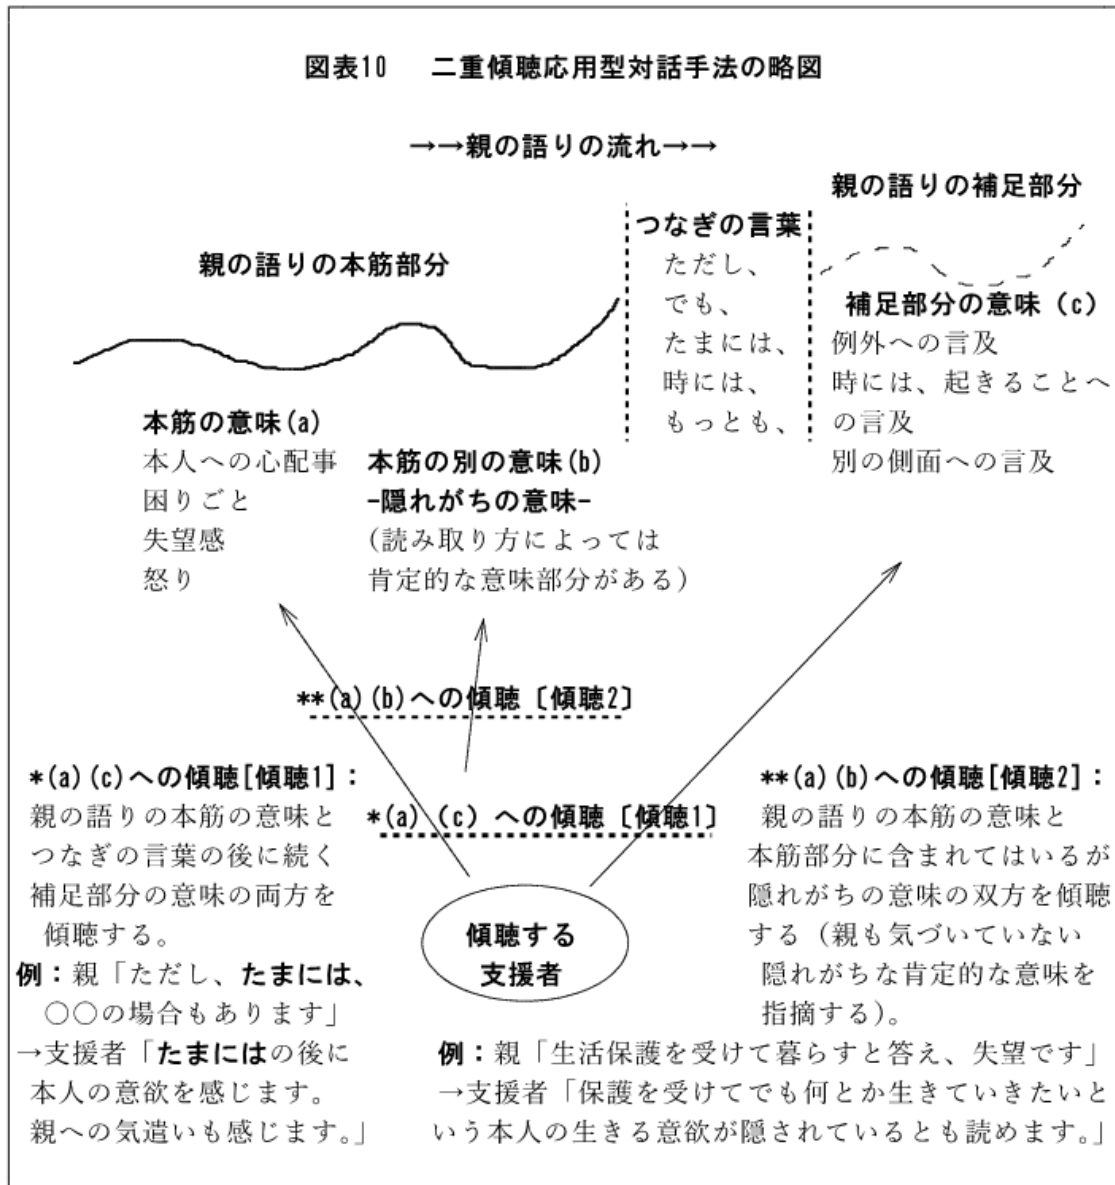 図表10 二重傾聴応用型対話手法の略図
→→親の語りの流れ→→
親の語りの本筋部分
つなぎの言葉
ただし、
でも、
たまには、
時には、
もっとも、
親の語りの補足部分
補足部分の意味(c)
例外への言及
時には、起きることへ
の言及
別の側面への言及
本筋の意味(a)
本人への心配事
困りごと
失望感
怒り
本筋の別の意味(b)
-隠れがちの意味-
(読み取り方によっては
肯定的な意味部分がある)
**(a)(b)への傾聴〔傾聴2〕
*(a)(c)への傾聴〔傾聴1〕
*(a)(c)への傾聴[傾聴1]:
親の語りの本筋の意味と
つなぎの言葉の後に続く
補足部分の意味の両方を
傾聴する。
例:親「ただし、たまには、
〇〇の場合もあります」
→支援者「たまにはの後に
本人の意欲を感じます。
親への気遣いも感じます。」
傾聴する
支援者
**(a)(b)への傾聴[傾聴2]:
親の語りの本筋の意味と
本筋部分に含まれてはいるが
隠れがちの意味の双方を傾聴
する(親も気づいていない
隠れがちな肯定的な意味を
指摘する)。
例:親「生活保護を受けて暮らすと答え、失望です」
→支援者「保護を受けてでも何とか生きていきたいと
いう本人の生きる意欲が隠されているとも読めます。」